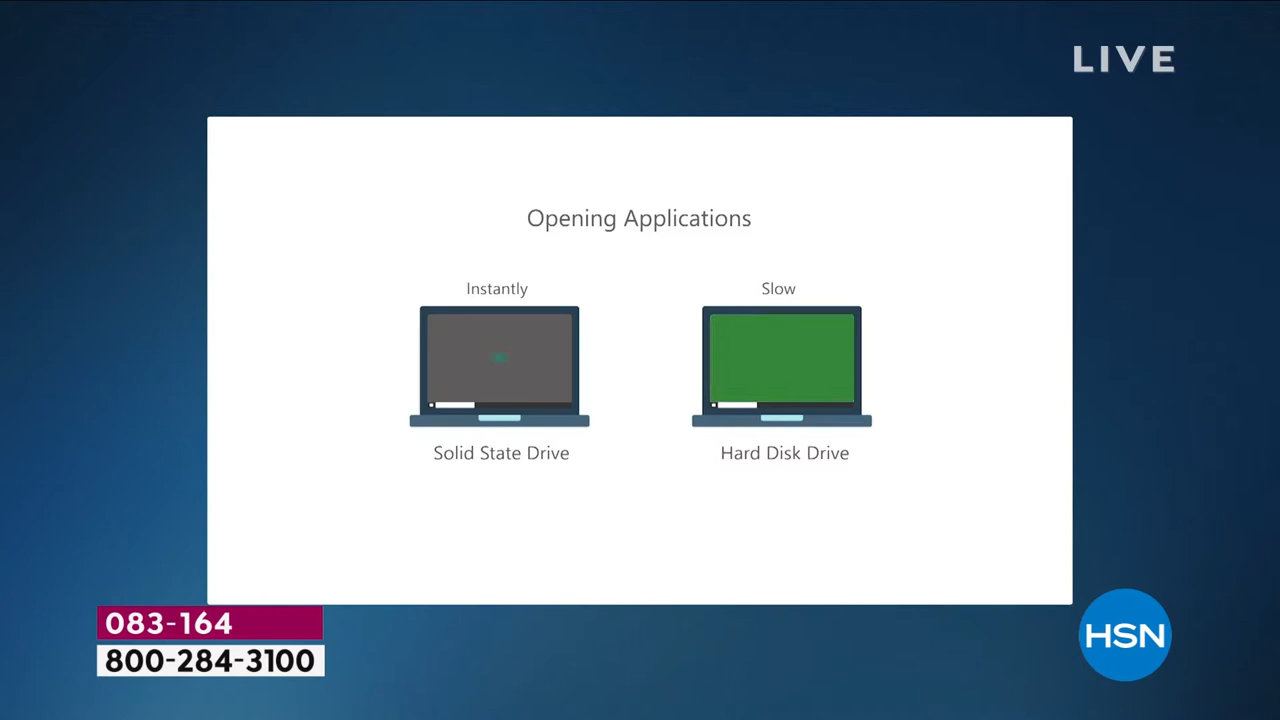 LIVE
Opening Applications
Instantly
Slow
Solid State Drive
Hard Disk Drive
083-164
800-284-3100
HSN